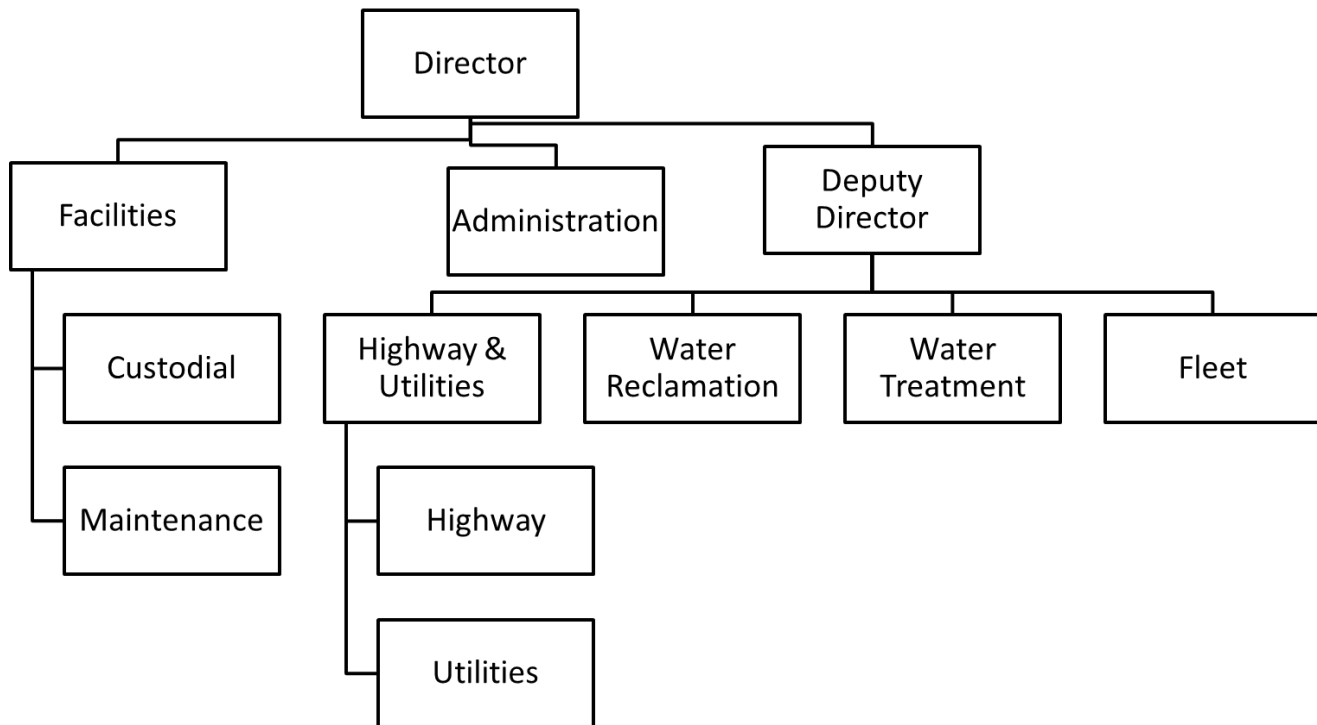 Director
Facilities
Administration
Deputy
Director
Custodial
Highway &
Utilities
Water
Reclamation
Water
Treatment
Fleet
Maintenance
Highway
Utilities